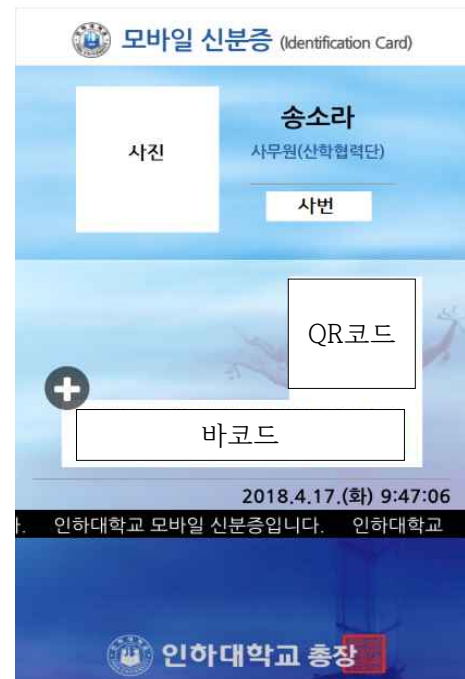 모바일 신분증 (Identification Card)
사진
송소라
사무원(산학협력단)
사번
QR코드
바코드
2018.4.17.(화) 9:47:06
. 인하대학교 모바일 신분증입니다. 인하대학교
인하대학교 총장